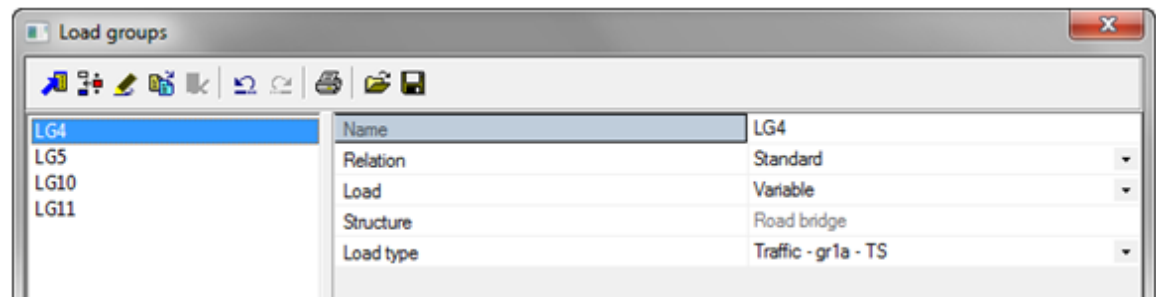 Load groups
LG4
LG5
LG10
LG11
Name LG4
Relation Standard
Load Variable
Structure Road bridge
Load type Traffic - gr1a - TS